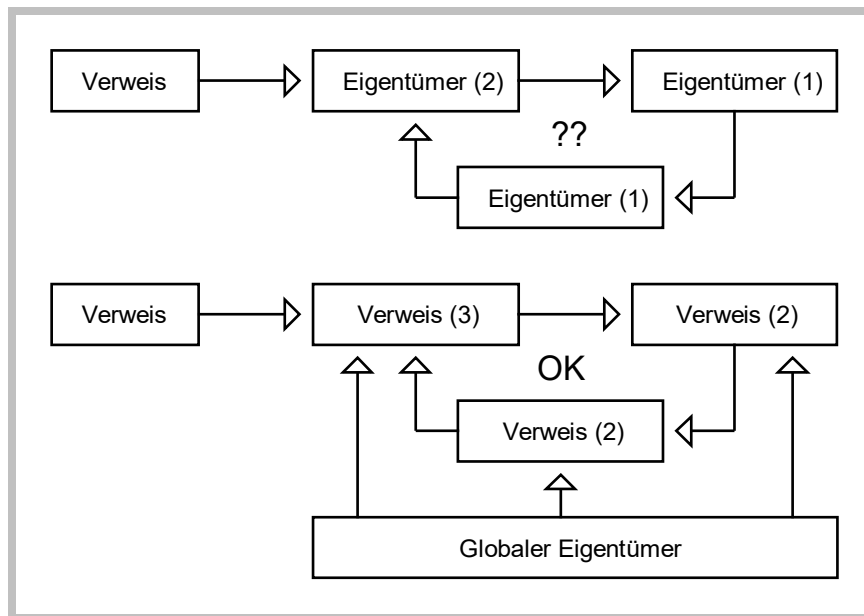 Verweis
Eigentümer (2)
Eigentümer (1)
??
Eigentümer (1)
Verweis
Verweis (3)
Verweis (2)
OK
Verweis (2)
Globaler Eigentümer